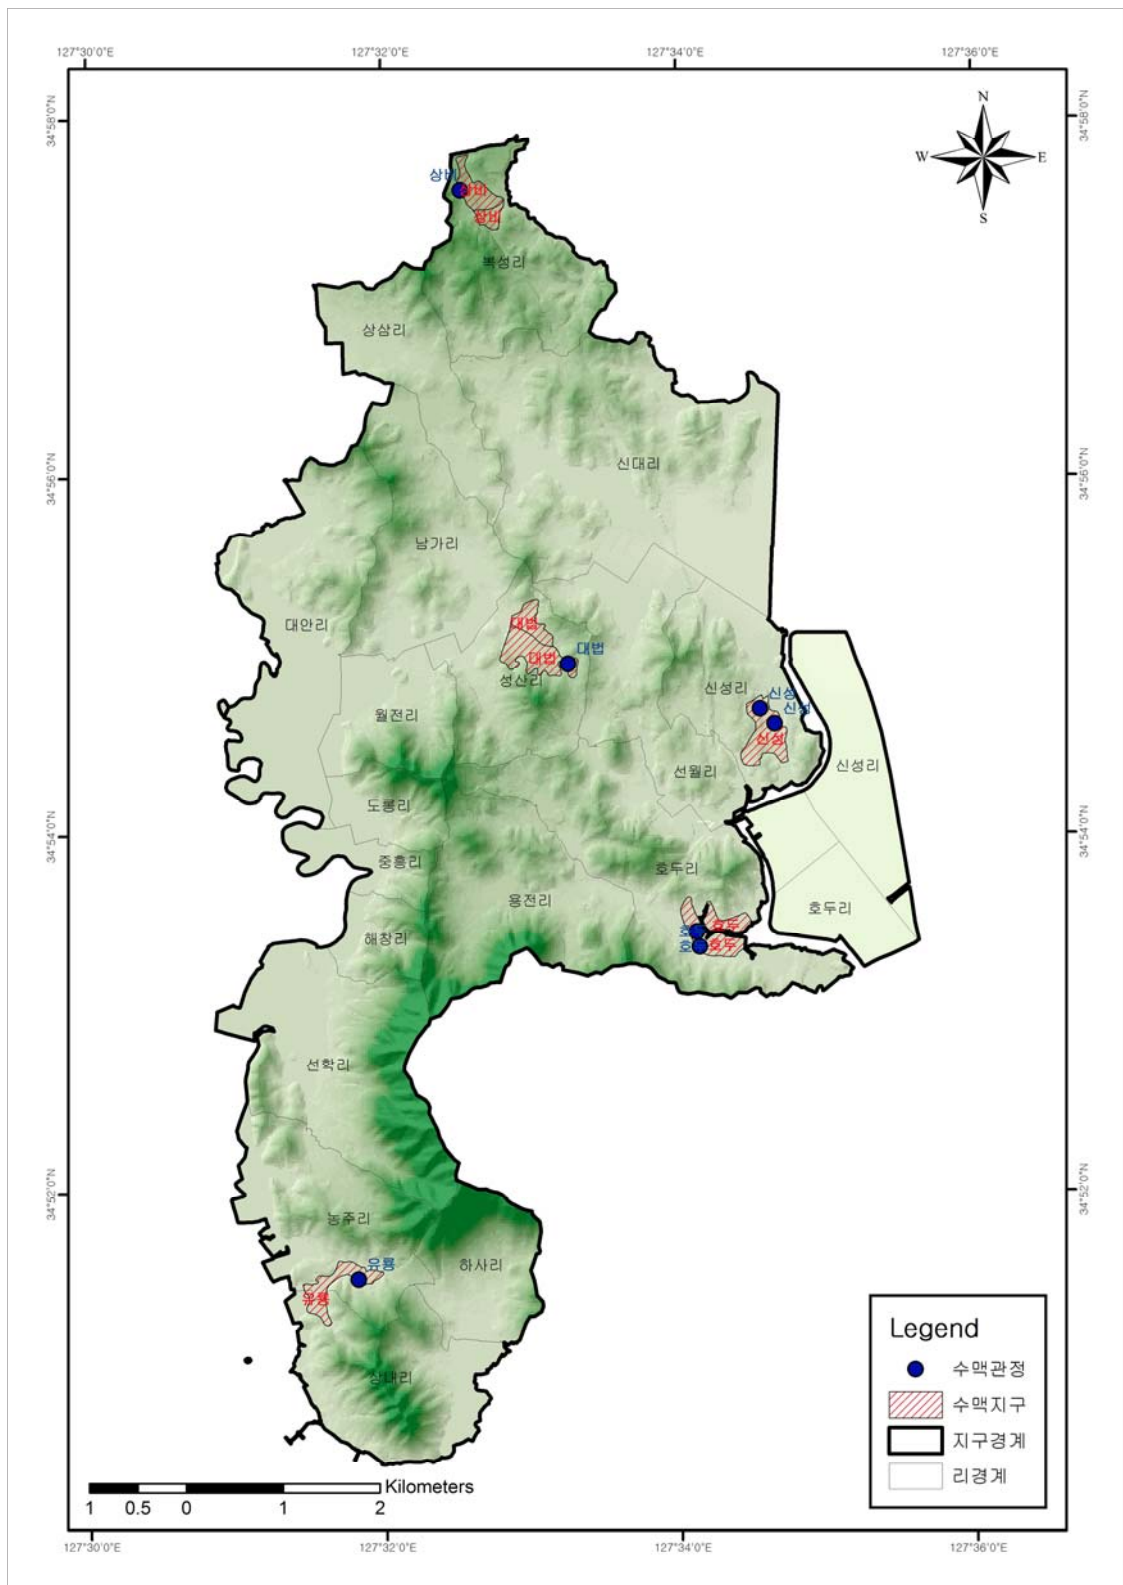 127°30'0"E
127°32'0"E
127°34'0"E
127°36'0"E
34°58'0"N
34°58'0"N
N
W
E
S
상비
상비
상비
복성리
상삼리
신대리
34°56'0"N
34°56'0"N
남가리
대안리
대법
대법
대법
성산리
신성리
신성
신성
신성
월전리
선월리
신성리
도롱리
34°54'0"N
34°54'0"N
중흥리
호두리
용전리
호두리
해창리
호두
호두
선학리
34°52'0"N
34°52'0"N
농주리
하사리
유룡
유룡
상내리
Legend
수맥관정
수맥지구
지구경계
리경계
Kilometers
1 0.5 0 1 2
127°30'0"E
127°32'0"E
127°34'0"E
127°36'0"E